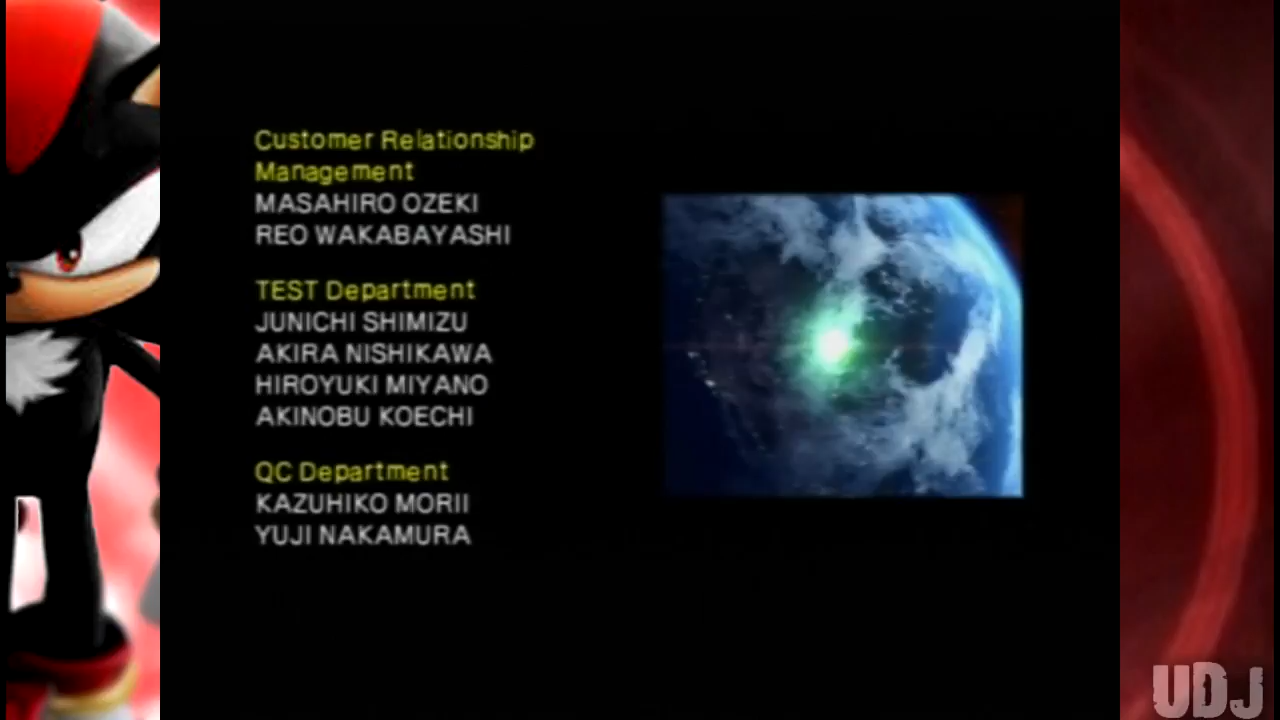 Customer Relationship
Management
MASAHIRO OZEKI
REO WAKABAYASHI
TEST Department
JUNICHI SHIMIZU
AKIRA NISHIKAWA
HIROYUKI MIYANO
AKINOBU KOECHI
QC Department
KAZUHIKO MORII
YUJI NAKAMURA
UDJ